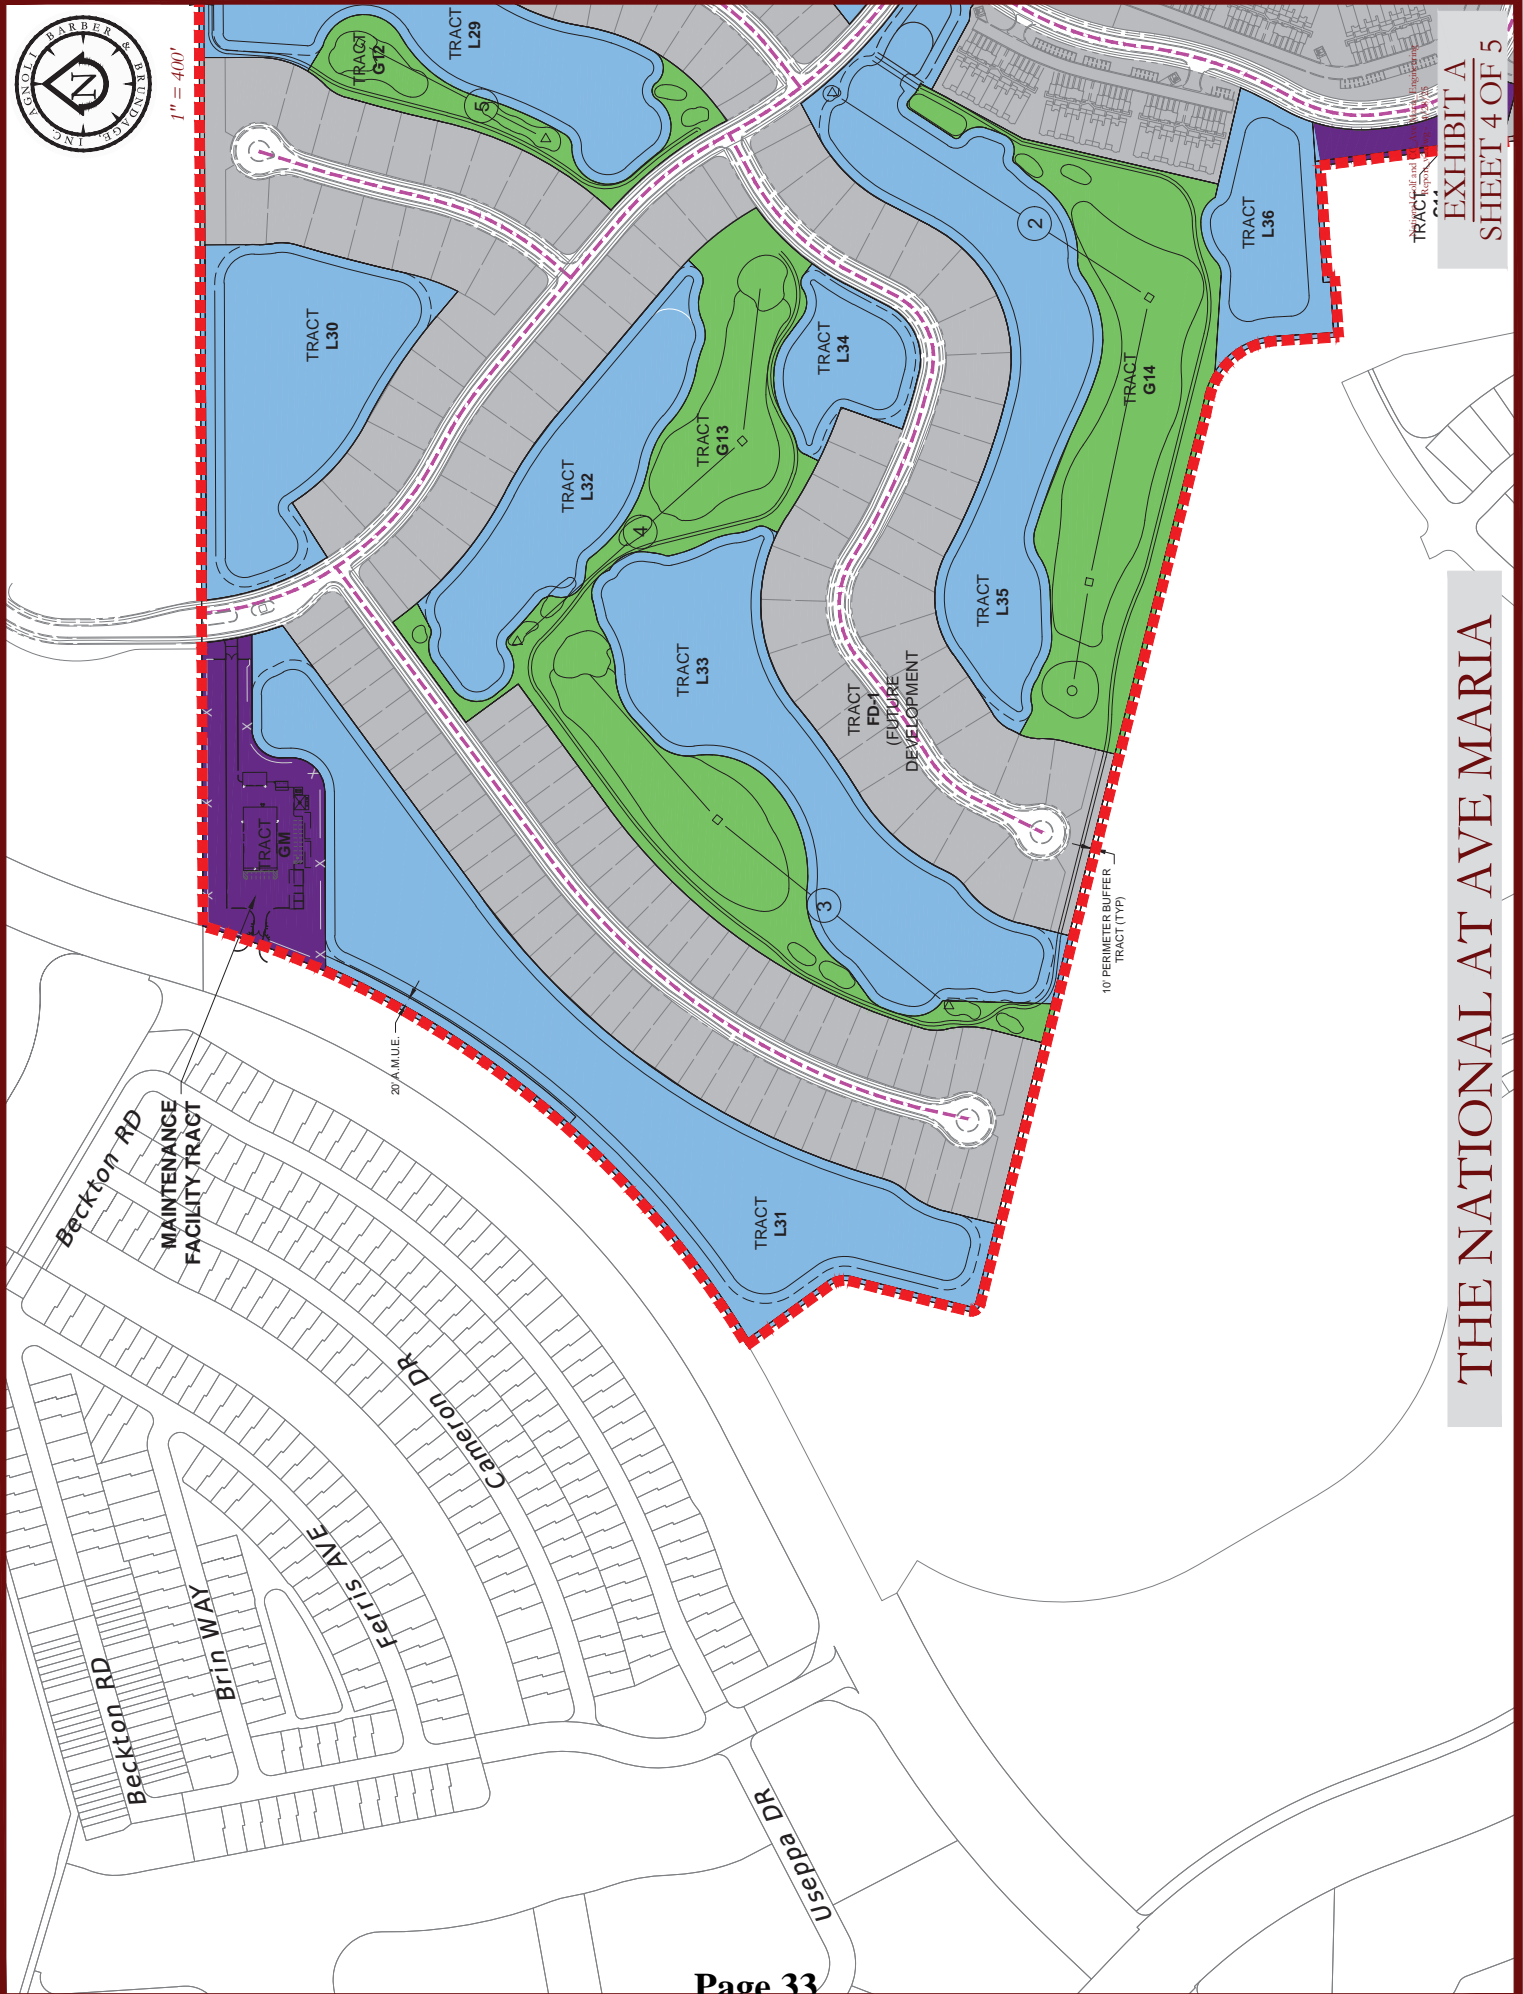 AGNOLI BARBER & BRUNDAGE, INC.
N
1" = 400'
TRACT
G12
TRACT
L29
5
TRACT
L30
TRACT
L32
TRACT
G13
4
TRACT
L34
2
TRACT
G14
TRACT
L36
TRACT
EXHIBIT A
SHEET 4 OF 5
TRACT
L33
TRACT
L35
TRACT
FD-1
(FUTURE
DEVELOPMENT
TRACT
GM
3
10' PERIMETER BUFFER
TRACT (TYP)
20' A.M.U.E.
MAINTENANCE
FACILITY TRACT
TRACT
L31
Beckton RD
Cameron DR
Ferris AVE
Brin WAY
Beckton RD
Useppa DR
THE NATIONAL AT AVE MARIA
Page 33